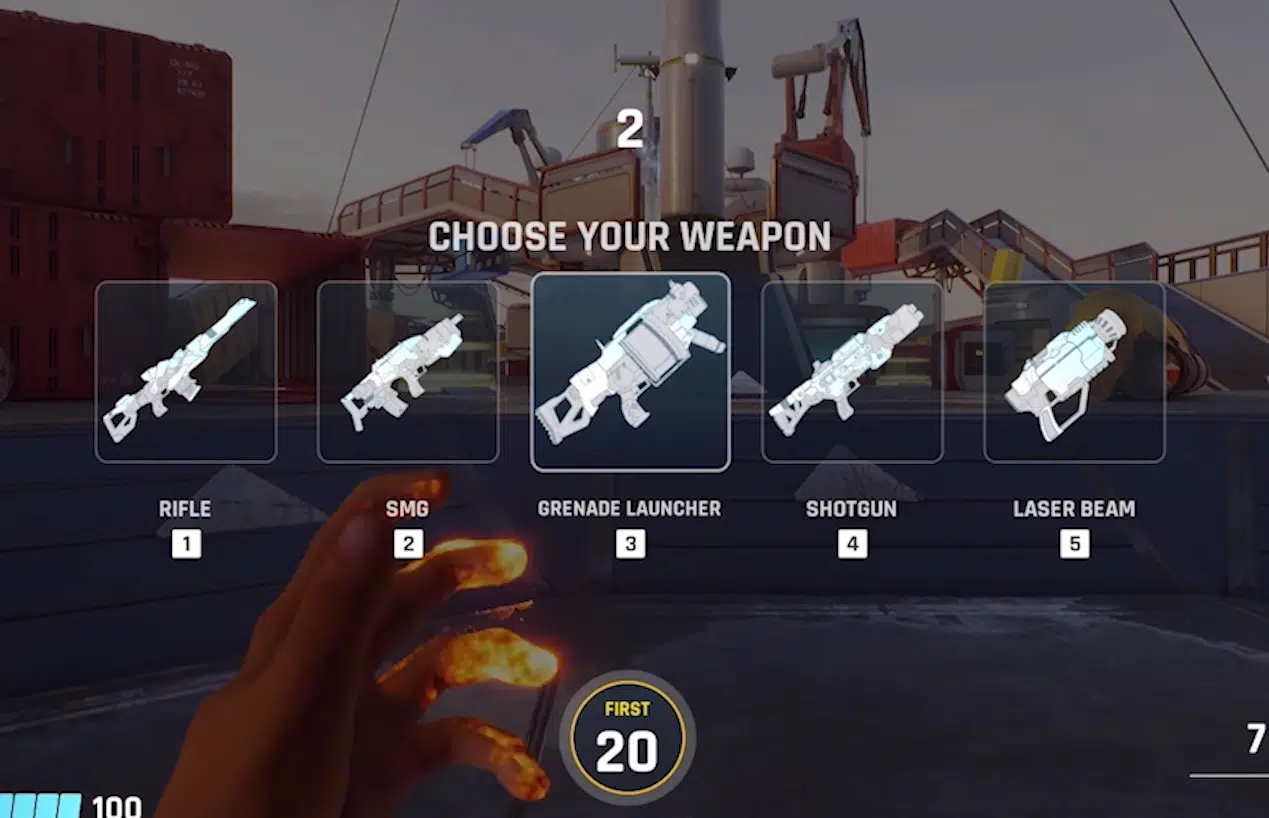 2
CHOOSE YOUR WEAPON
RIFLE
SMG
GRENADE LAUNCHER
SHOTGUN
LASER BEAM
1
2
3
4
5
FIRST
20
7
100